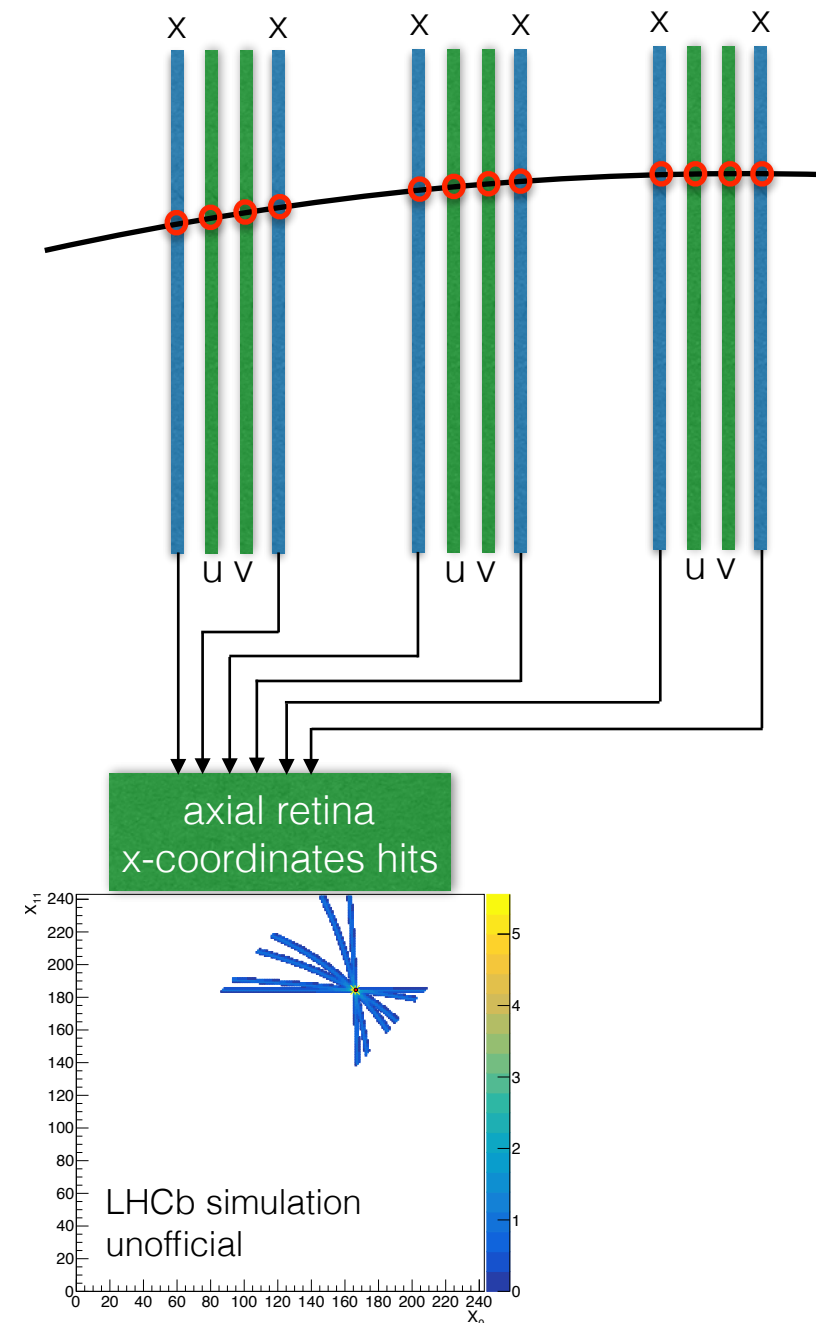 X X X X X X
u v u v u v
axial retina
x-coordinates hits
X₁₁
240
220
200
180
160
140
120
100
80
60
40
20
0
5
4
3
2
1
0
LHCb simulation
unofficial
0 20 40 60 80 100 120 140 160 180 200 220 240